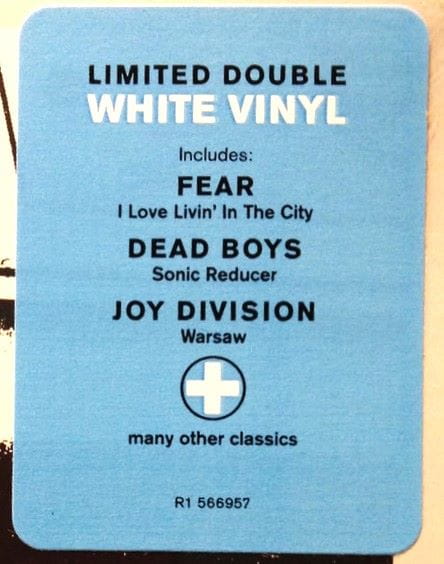 LIMITED DOUBLE
WHITE VINYL
Includes:
FEAR
I Love Livin' In The City
DEAD BOYS
Sonic Reducer
JOY DIVISION
Warsaw
many other classics
R1 566957